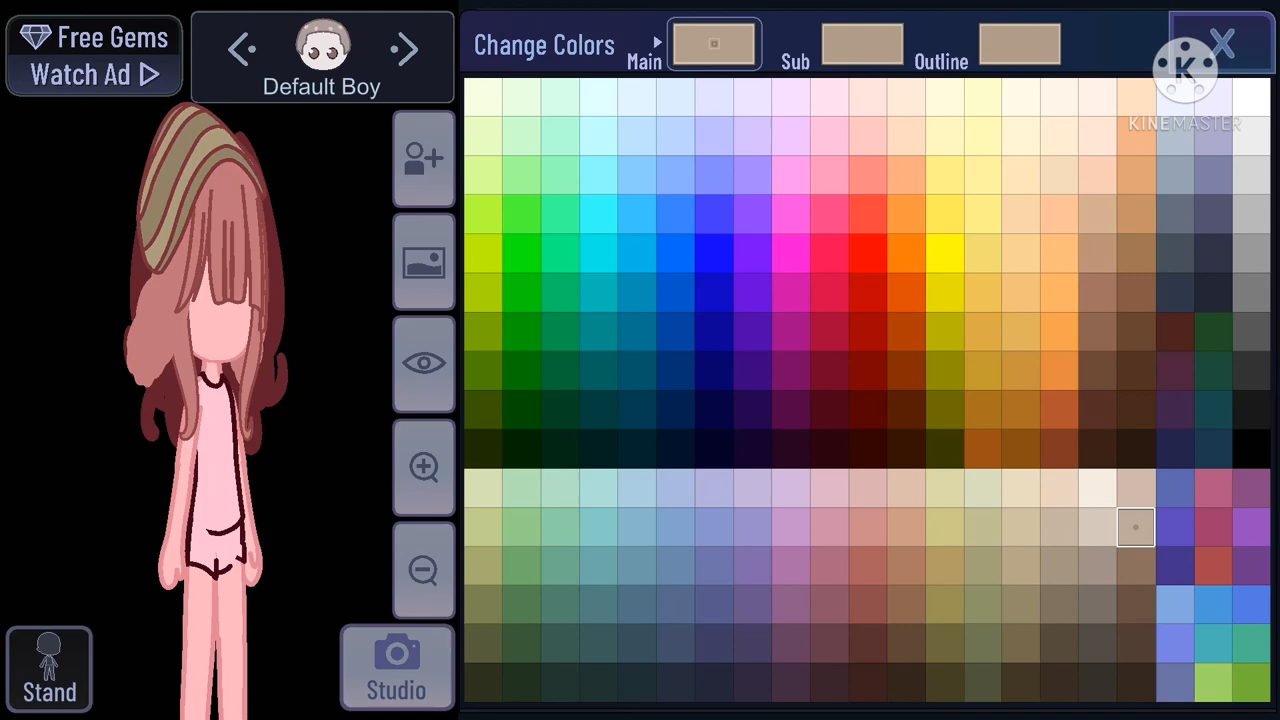 Free Gems
Watch Ad
Default Boy
Change Colors
Main
Sub
Outline
X
K
KINEMASTER
Stand
Studio